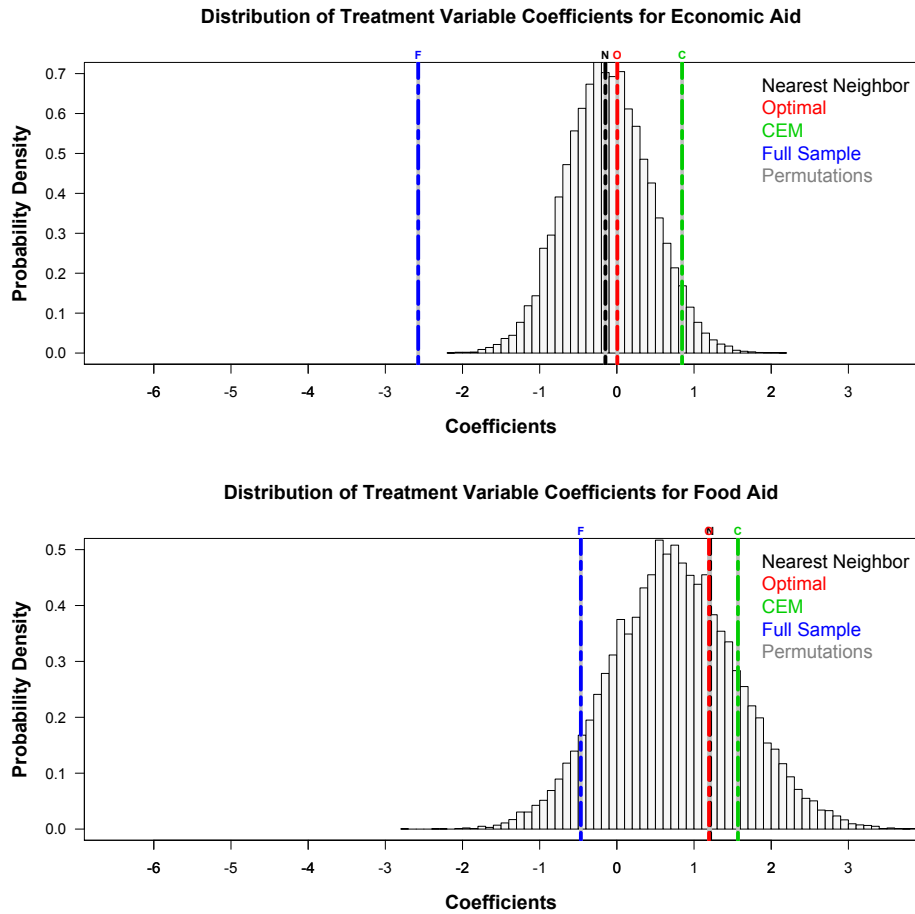 Distribution of Treatment Variable Coefficients for Economic Aid
F N O C
0.7
0.6
0.5
0.4
0.3
0.2
0.1
0.0
Probability Density
Nearest Neighbor
Optimal
CEM
Full Sample
Permutations
-6 -5 -4 -3 -2 -1 0 1 2 3
Coefficients
Distribution of Treatment Variable Coefficients for Food Aid
F O N C
0.5
0.4
0.3
0.2
0.1
0.0
Probability Density
Nearest Neighbor
Optimal
CEM
Full Sample
Permutations
-6 -5 -4 -3 -2 -1 0 1 2 3
Coefficients